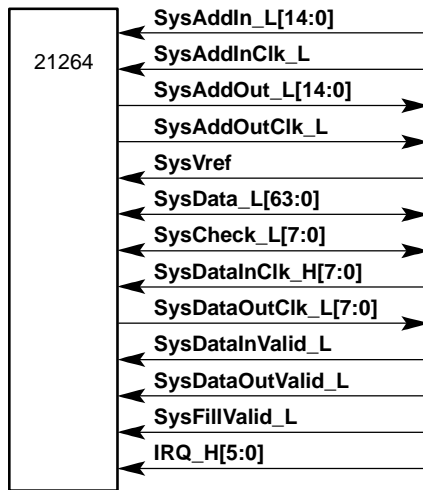 SysAddIn_L[14:0]
21264
SysAddInClk_L
SysAddOut_L[14:0]
SysAddOutClk_L
SysVref
SysData_L[63:0]
SysCheck_L[7:0]
SysDataInClk_H[7:0]
SysDataOutClk_L[7:0]
SysDataInValid_L
SysDataOutValid_L
SysFillValid_L
IRQ_H[5:0]